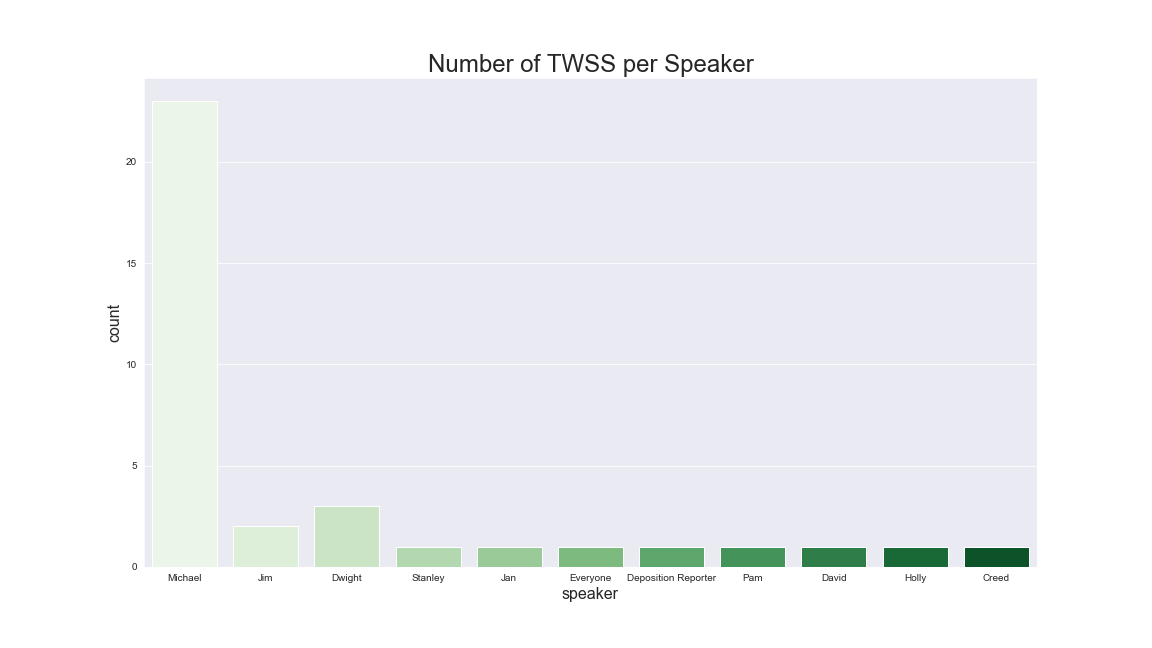 Number of TWSS per Speaker
count
20
15
10
5
0
Michael Jim Dwight Stanley Jan Everyone Deposition Reporter Pam David Holly Creed
speaker